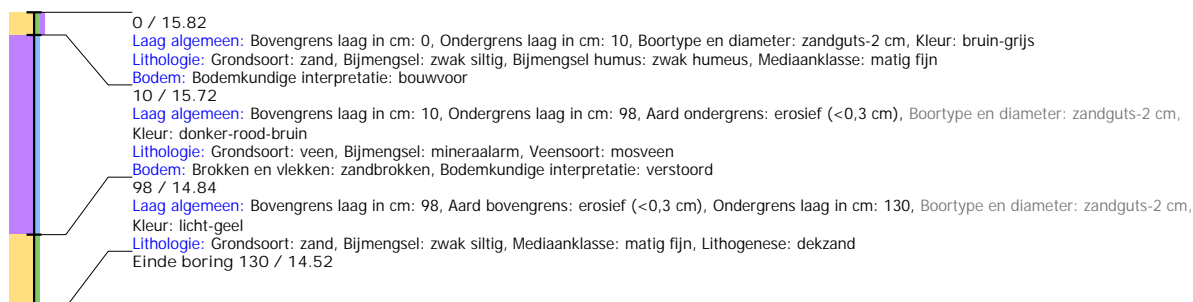 0 / 15.82
Laag algemeen: Bovengrens laag in cm: 0, Ondergrens laag in cm: 10, Boortype en diameter: zandguts-2 cm, Kleur: bruin-grijs
Lithologie: Grondsoort: zand, Bijmengsel: zwak siltig, Bijmengsel humus: zwak humeus, Mediaanklasse: matig fijn
Bodem: Bodemkundige interpretatie: bouwvoor
10 / 15.72
Laag algemeen: Bovengrens laag in cm: 10, Ondergrens laag in cm: 98, Aard ondergrens: erosief (<0,3 cm), Boortype en diameter: zandguts-2 cm,
Kleur: donker-rood-bruin
Lithologie: Grondsoort: veen, Bijmengsel: mineraalarm, Veensoort: mosveen
Bodem: Brokken en vlekken: zandbrokken, Bodemkundige interpretatie: verstoord
98 / 14.84
Laag algemeen: Bovengrens laag in cm: 98, Aard bovengrens: erosief (<0,3 cm), Ondergrens laag in cm: 130, Boortype en diameter: zandguts-2 cm,
Kleur: licht-geel
Lithologie: Grondsoort: zand, Bijmengsel: zwak siltig, Mediaanklasse: matig fijn, Lithogenese: dekzand
Einde boring 130 / 14.52